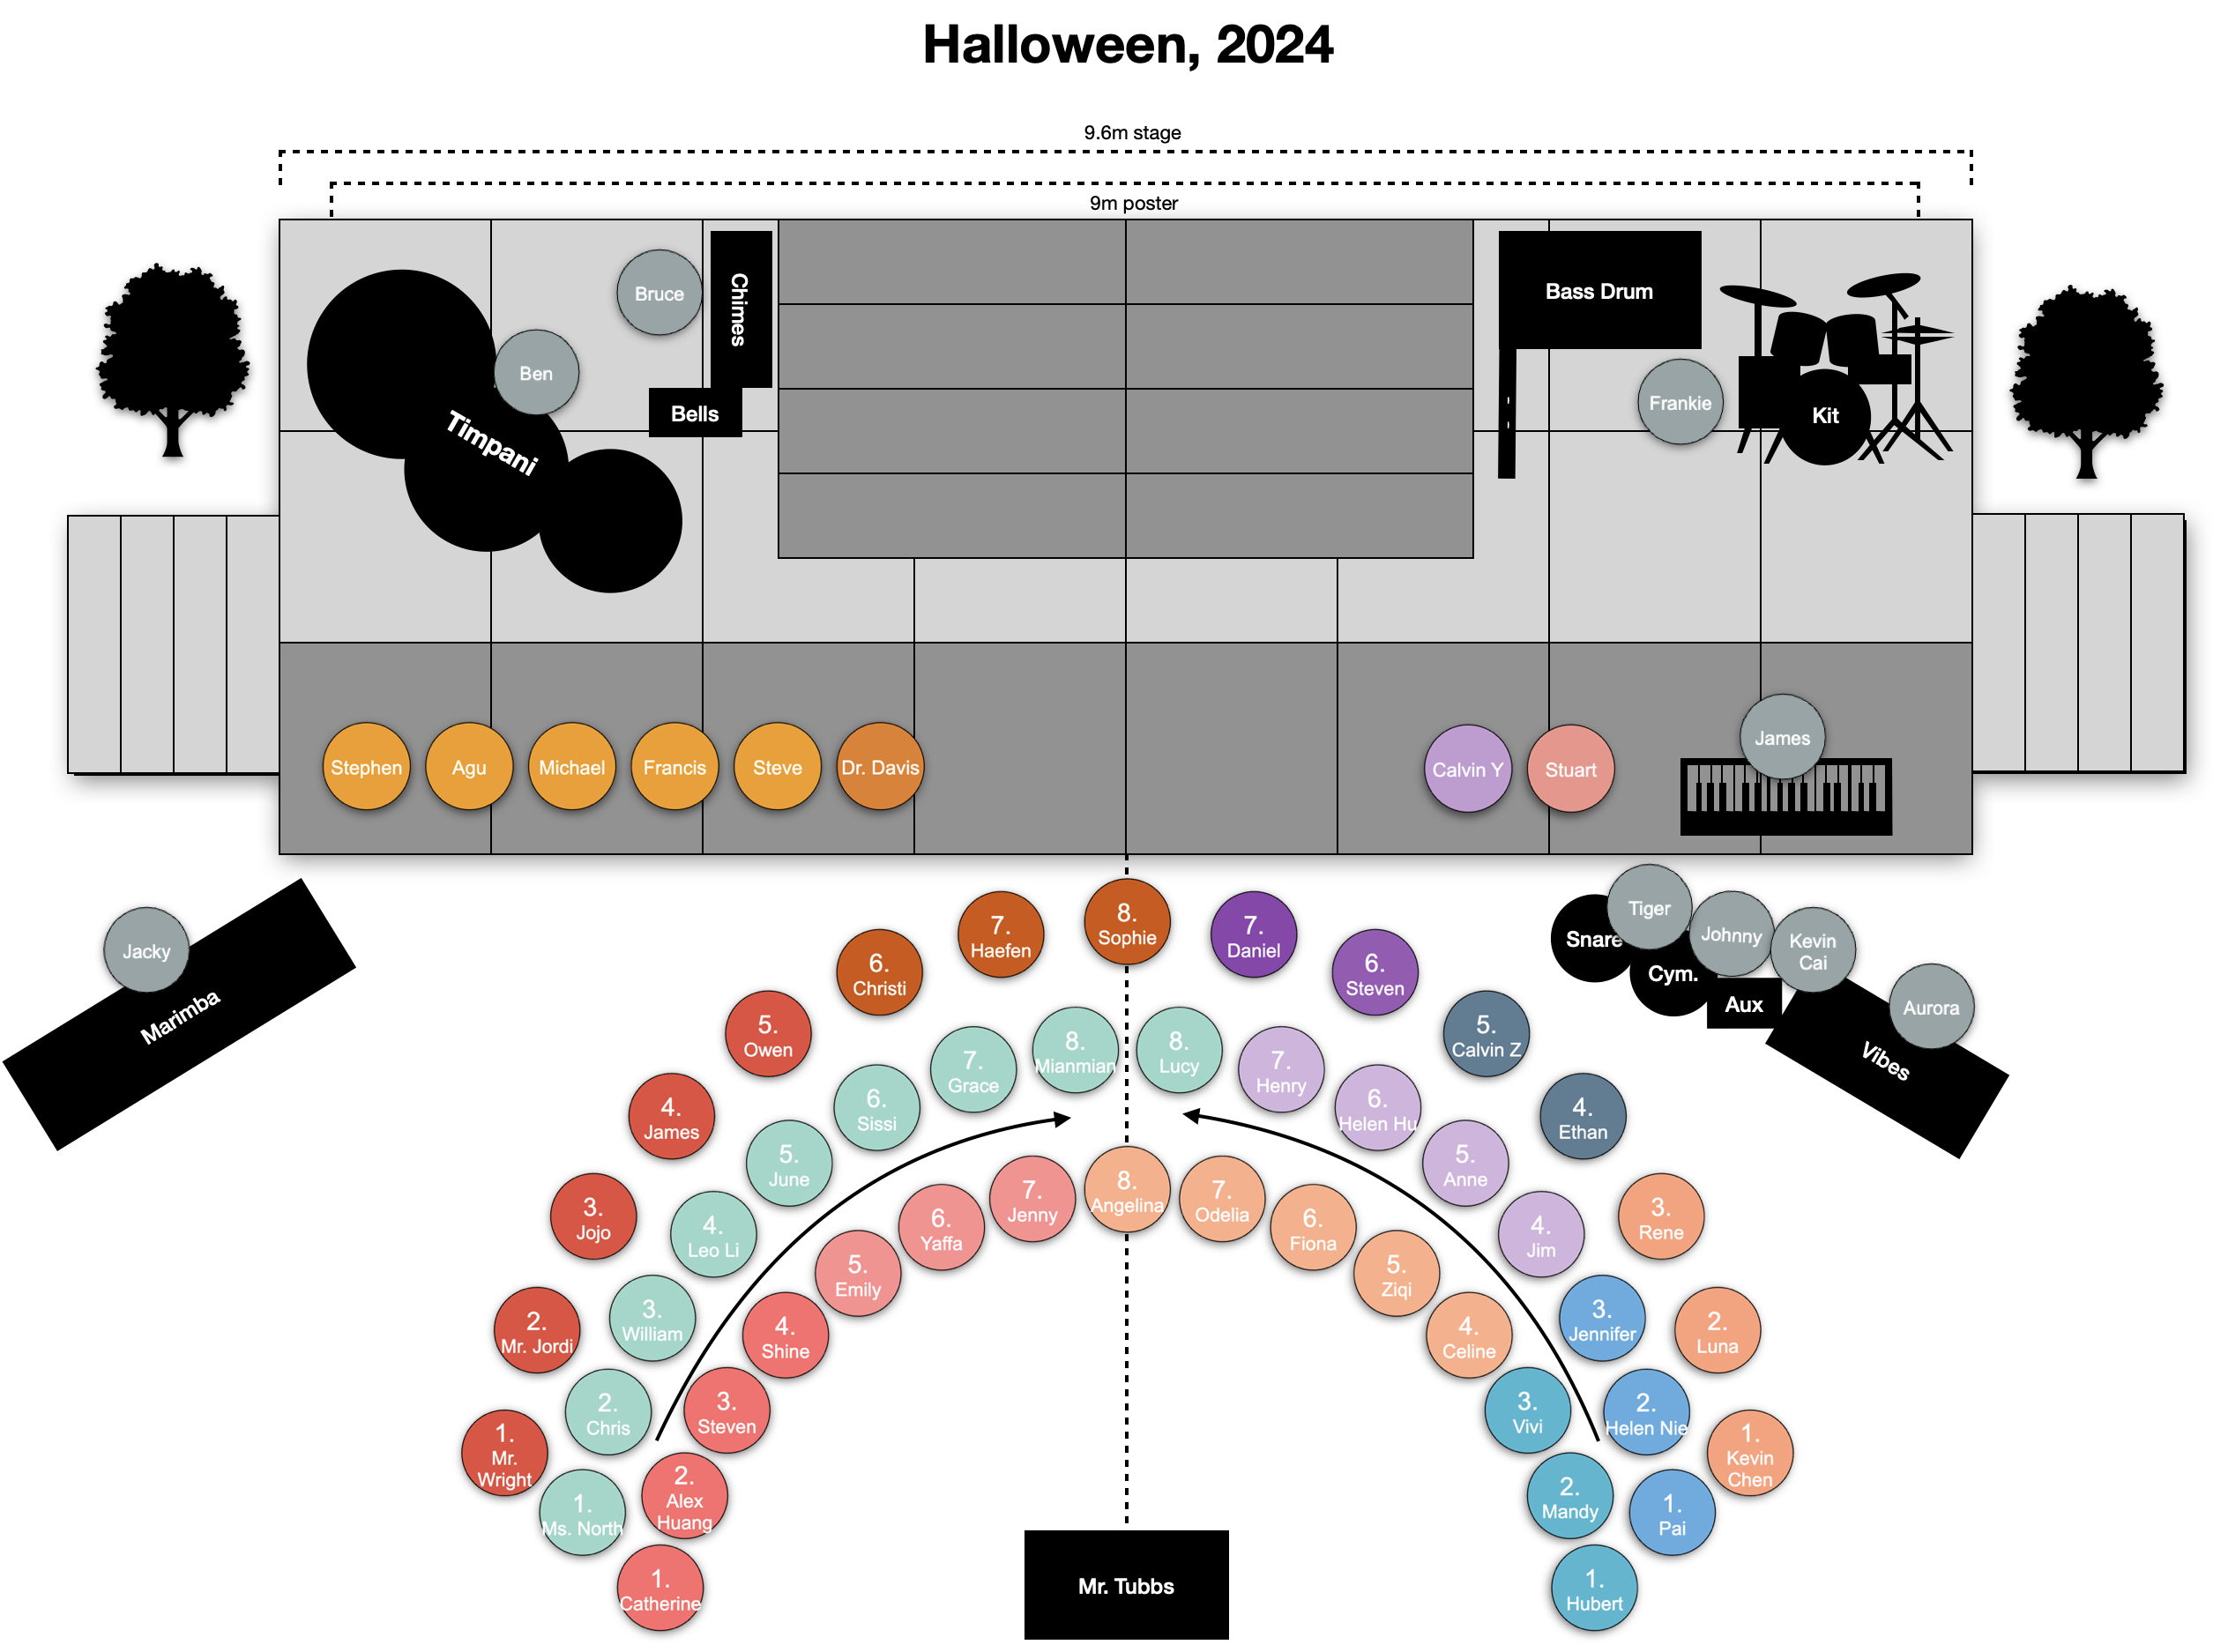 Halloween, 2024
9.6m stage
9m poster
Bruce
Chimes
Bass Drum
Ben
Frankie
Bells
Kit
Timpani
Stephen
Agu
Michael
Francis
Steve
Dr. Davis
Calvin Y
Stuart
James
Jacky
Marimba
Snare
Tiger
Johnny
Kevin
Cai
Cym.
Aux
Aurora
Vibes
1.
Mr.
Wright
2.
Mr. Jordi
3.
Jojo
4.
James
5.
Owen
6.
Christi
7.
Haefen
8.
Sophie
7.
Daniel
6.
Steven
5.
Calvin Z
4.
Ethan
3.
Rene
2.
Luna
1.
Kevin
Chen
1.
Ms. North
2.
Chris
3.
William
4.
Leo Li
5.
June
6.
Sissi
7.
Grace
8.
Mianmian
8.
Lucy
7.
Henry
6.
Helen Hu
5.
Anne
4.
Jim
3.
Jennifer
2.
Helen Nie
1.
Pai
1.
Catherine
2.
Alex
Huang
3.
Steven
4.
Shine
5.
Emily
6.
Yaffa
7.
Jenny
8.
Angelina
7.
Odelia
6.
Fiona
5.
Ziqi
4.
Celine
3.
Vivi
2.
Mandy
1.
Hubert
Mr. Tubbs